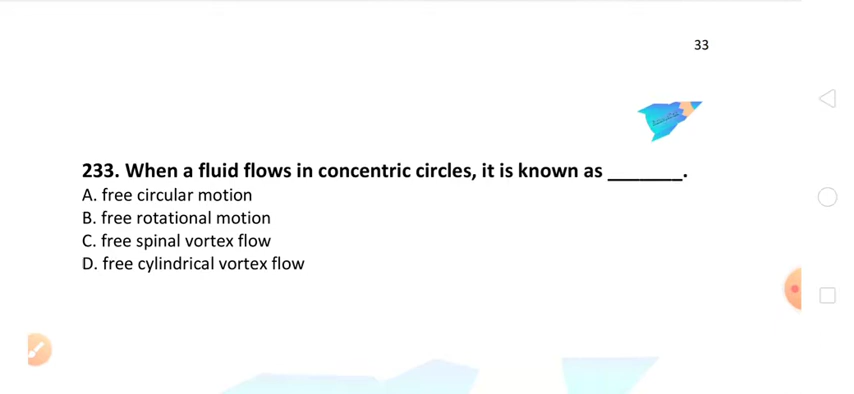 33
233. When a fluid flows in concentric circles, it is known as _______.
A. free circular motion
B. free rotational motion
C. free spinal vortex flow
D. free cylindrical vortex flow